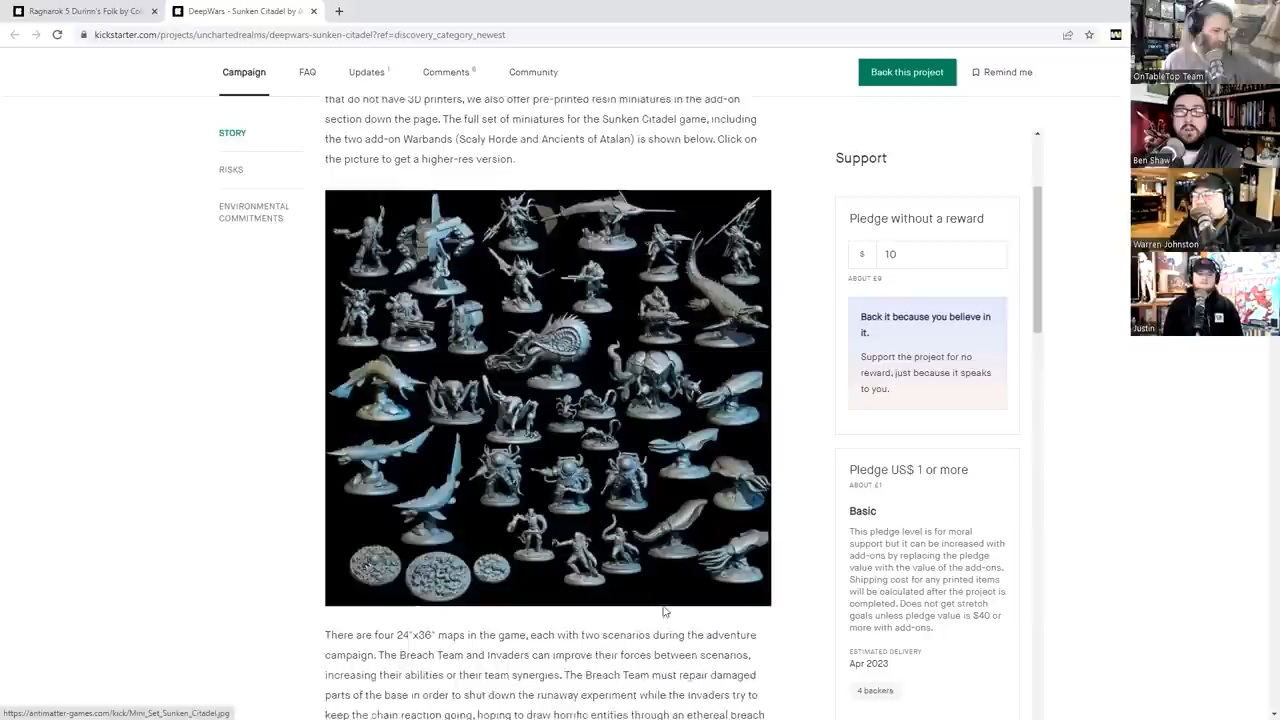 Ragnarok 5 Durinn's Folk by Col
DeepWars - Sunken Citadel by A
kickstarter.com/projects/unchartedrealms/deepwars-sunken-citadel?ref=discovery_category_newest
Campaign
FAQ
Updates 1
Comments 6
Community
Back this project
Remind me
STORY
RISKS
ENVIRONMENTAL
COMMITMENTS
that do not have 3D printers, we also offer pre-printed resin miniatures in the add-on
section down the page. The full set of miniatures for the Sunken Citadel game, including
the two add-on Warbands (Scaly Horde and Ancients of Atalan) is shown below. Click on
the picture to get a higher-res version.
There are four 24"x36" maps in the game, each with two scenarios during the adventure
campaign. The Breach Team and Invaders can improve their forces between scenarios,
increasing their abilities or their team synergies. The Breach Team must repair damaged
parts of the base in order to shut down the runaway experiment while the invaders try to
keep the chain reaction going, hoping to draw horrific entities through an ethereal breach
Support
Pledge without a reward
$ 10
ABOUT £9
Back it because you believe in
it.
Support the project for no
reward, just because it speaks
to you.
Pledge US$ 1 or more
ABOUT £1
Basic
This pledge level is for moral
support but it can be increased with
add-ons by replacing the pledge
value with the value of the add-ons.
Shipping cost for any printed items
will be calculated after the project is
completed. Does not get stretch
goals unless pledge value is $40 or
more with add-ons.
ESTIMATED DELIVERY
Apr 2023
4 backers
OnTableTop Team
Ben Shaw
Warren Johnston
Justin
https://antimatter-games.com/kick/Mini_Set_Sunken_Citadel.jpg